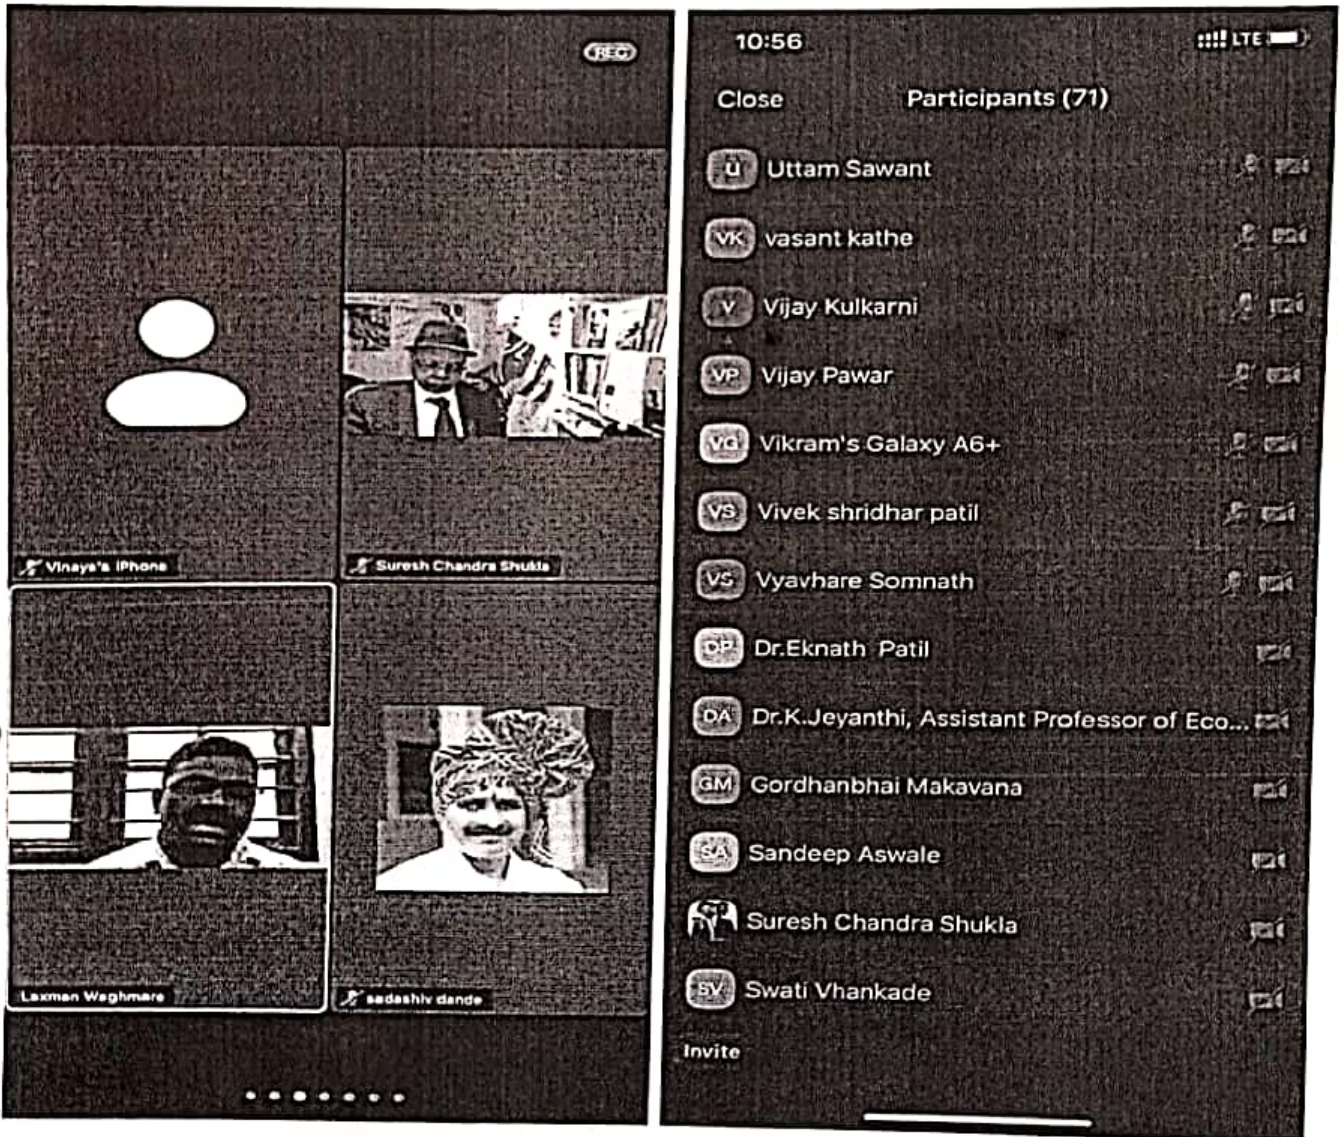 REC
Vinaya's iPhone
Suresh Chandra Shukla
Laxman Waghmare
sadashiv dande
10:56
LTE
Close
Participants (71)
U Uttam Sawant
VK vasant kathe
V Vijay Kulkarni
VP Vijay Pawar
VG Vikram's Galaxy A6+
VS Vivek shridhar patil
VS Vyavhare Somnath
DP Dr.Eknath Patil
DA Dr.K.Jeyanthi, Assistant Professor of Eco...
GM Gordhanbhai Makavana
SA Sandeep Aswale
Suresh Chandra Shukla
SV Swati Vhankade
Invite